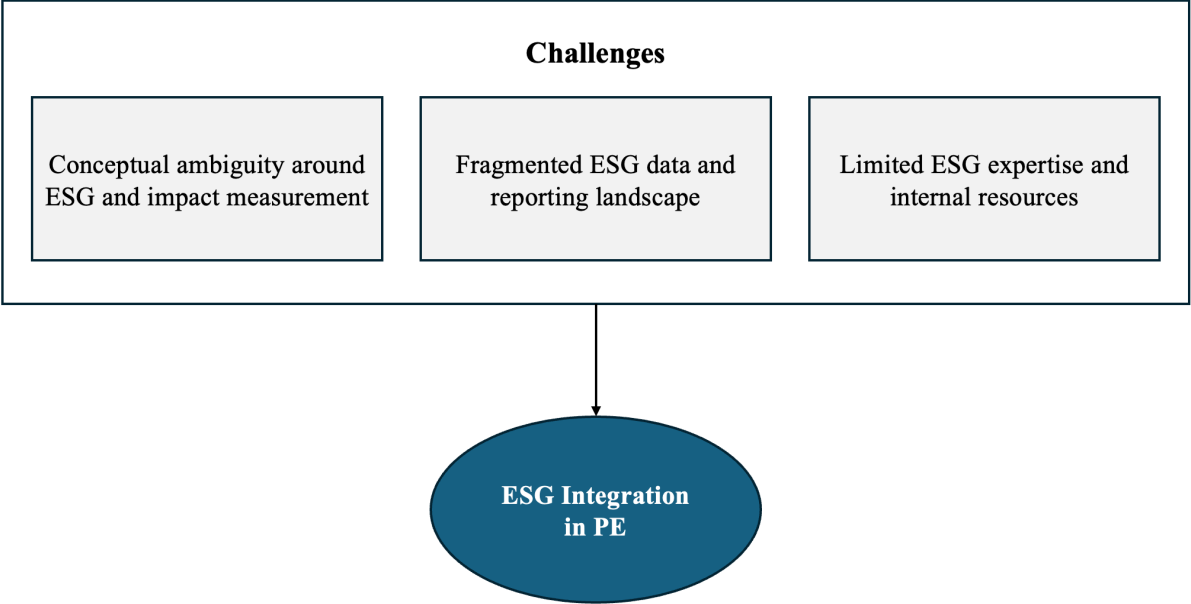 Challenges
Conceptual ambiguity around
ESG and impact measurement
Fragmented ESG data and
reporting landscape
Limited ESG expertise and
internal resources
ESG Integration
in PE